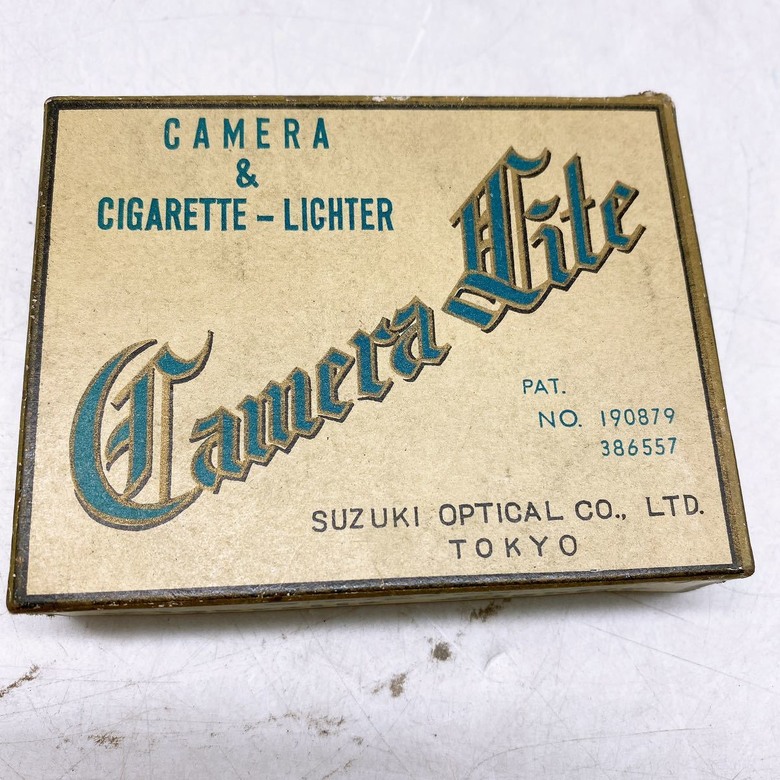 CAMERA
&
CIGARETTE - LIGHTER
Camera Lite
PAT.
NO. 190879
386557
SUZUKI OPTICAL CO., LTD.
TOKYO